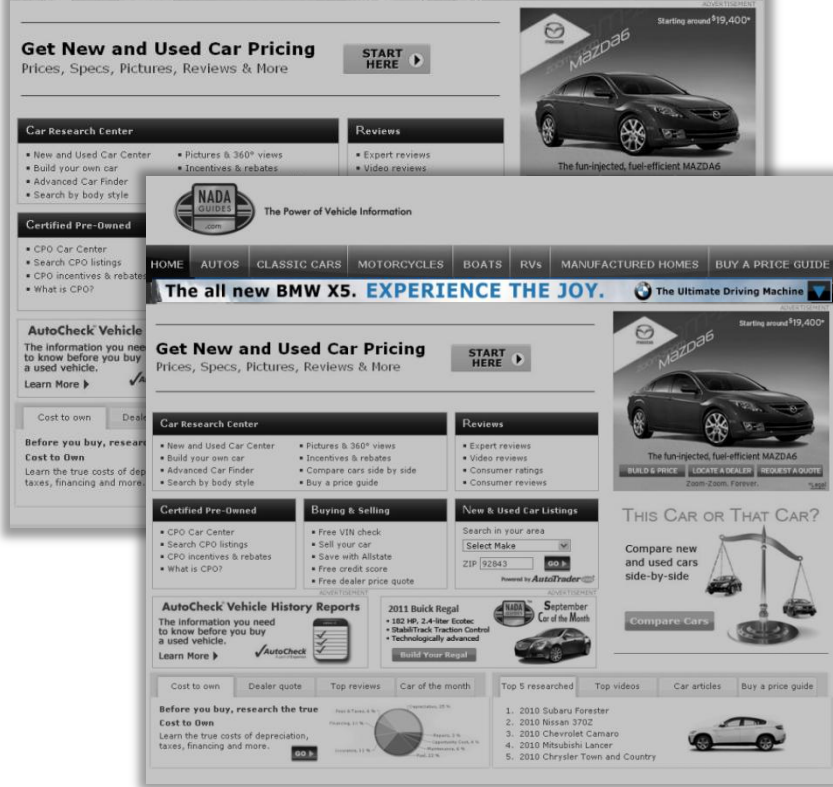 ADVERTISEMENT
Starting around $19,400*
MAZDA6
Get New and Used Car Pricing
Prices, Specs, Pictures, Reviews & More
START HERE
The fun-injected, fuel-efficient MAZDA6
Car Research Center
New and Used Car Center
Build your own car
Advanced Car Finder
Search by body style
Pictures & 360° views
Incentives & rebates
Reviews
Expert reviews
Video reviews
Certified Pre-Owned
CPO Car Center
Search CPO listings
CPO incentives & rebates
What is CPO?
AutoCheck Vehicle
The information you need
to know before you buy
a used vehicle.
Learn More
Cost to own
Before you buy, research
Cost to Own
Learn the true costs of
taxes, financing and more.
NADA
GUIDES
.com
The Power of Vehicle Information
HOME AUTOS CLASSIC CARS MOTORCYCLES BOATS RVs MANUFACTURED HOMES BUY A PRICE GUIDE
The all new BMW X5. EXPERIENCE THE JOY. The Ultimate Driving Machine
ADVERTISEMENT
Get New and Used Car Pricing
Prices, Specs, Pictures, Reviews & More
START HERE
Starting around $19,400*
MAZDA6
The fun-injected, fuel-efficient MAZDA6
BUILD & PRICE LOCATE A DEALER REQUEST A QUOTE
Zoom-Zoom. Forever. *Legal
Car Research Center
New and Used Car Center
Build your own car
Advanced Car Finder
Search by body style
Pictures & 360° views
Incentives & rebates
Compare cars side by side
Buy a price guide
Reviews
Expert reviews
Video reviews
Consumer ratings
Consumer reviews
Certified Pre-Owned
CPO Car Center
Search CPO listings
CPO incentives & rebates
What is CPO?
Buying & Selling
Free VIN check
Sell your car
Save with Allstate
Free credit score
Free dealer price quote
New & Used Car Listings
Search in your area
Select Make
ZIP 92843 GO
Powered by AutoTrader
THIS CAR OR THAT CAR?
Compare new
and used cars
side-by-side
Compare Cars
ADVERTISEMENT
AutoCheck Vehicle History Reports
The information you need
to know before you buy
a used vehicle.
Learn More
AutoCheck
ADVERTISEMENT
2011 Buick Regal
182 HP, 2.4-liter Ecotec
StabiliTrack Traction Control
Technologically advanced
Build Your Regal
NADA
September
Car of the Month
Cost to own Dealer quote Top reviews Car of the month
Before you buy, research the true
Cost to Own
Learn the true costs of depreciation,
taxes, financing and more.
GO
Top 5 researched Top videos Car articles Buy a price guide
1. 2010 Subaru Forester
2. 2010 Nissan 370Z
3. 2010 Chevrolet Camaro
4. 2010 Mitsubishi Lancer
5. 2010 Chrysler Town and Country